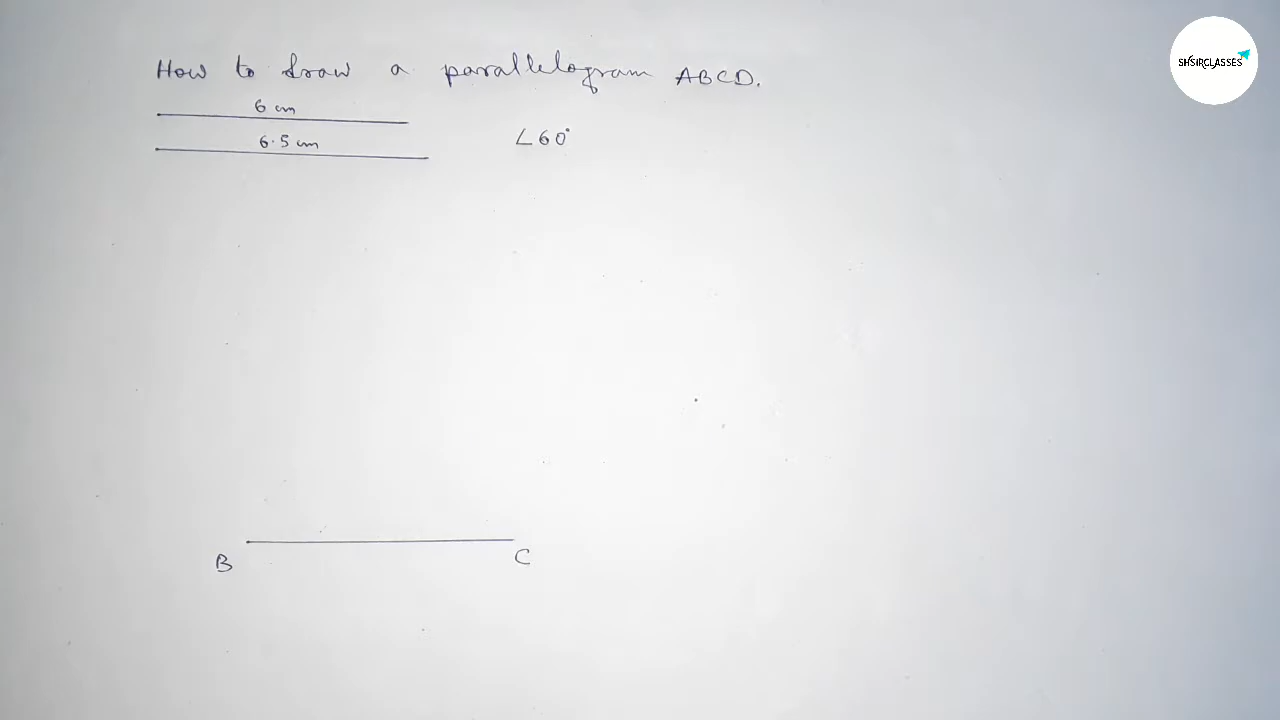 How to draw a parallelogram ABCD.
6 cm
6.5 cm ∠60°
B C
SHSIRCLASSES